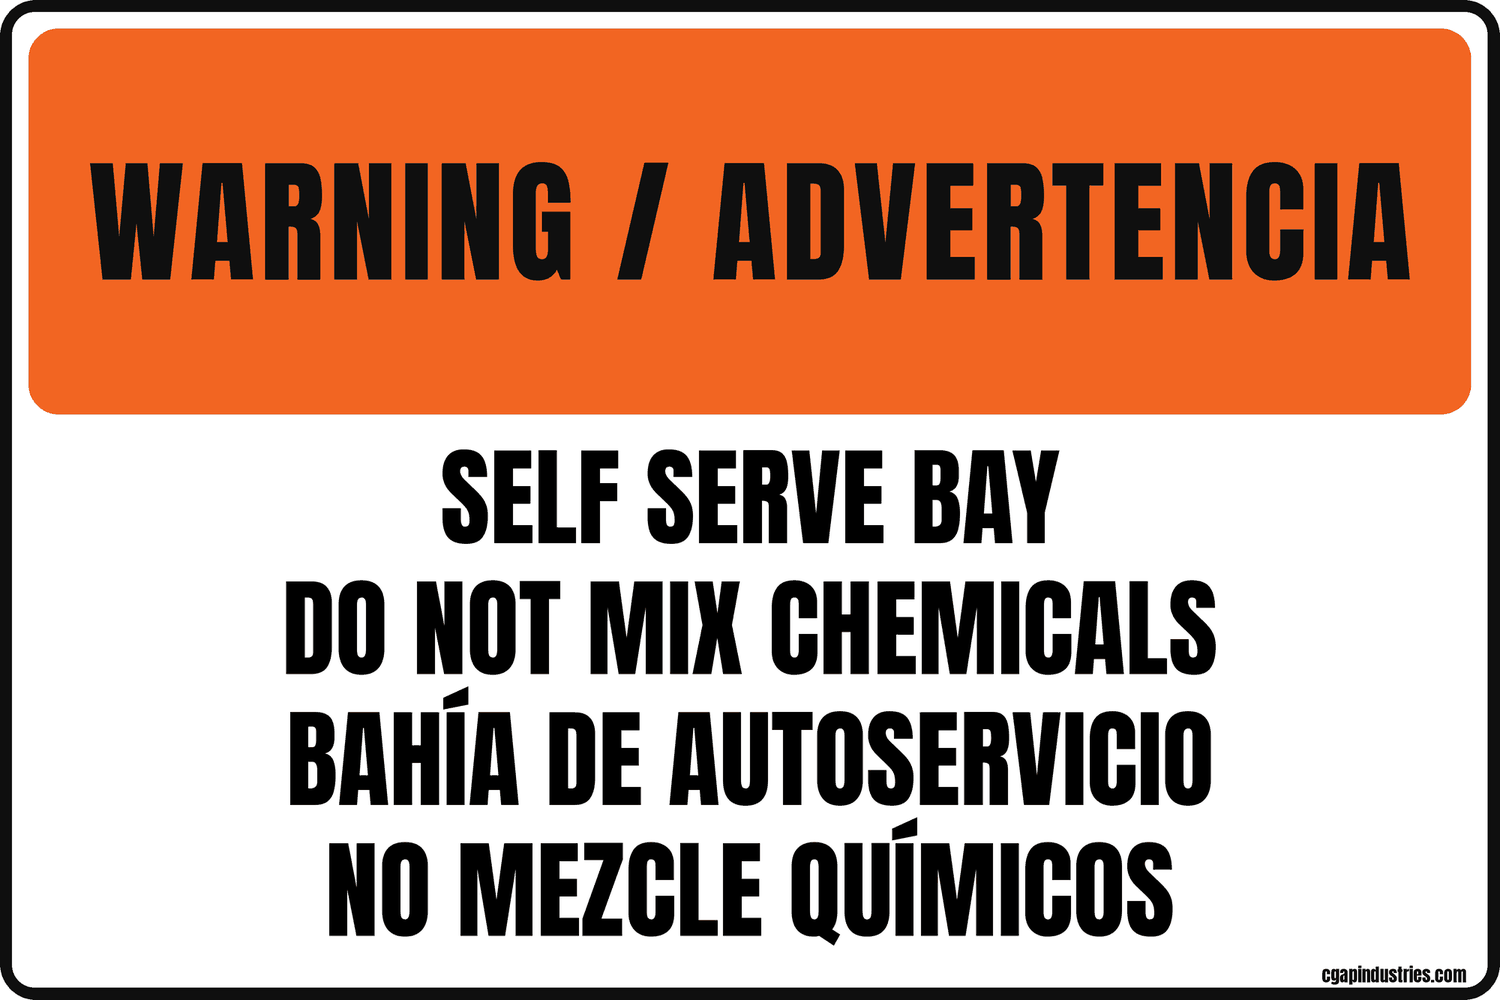 WARNING / ADVERTENCIA
SELF SERVE BAY
DO NOT MIX CHEMICALS
BAHÍA DE AUTOSERVICIO
NO MEZCLE QUÍMICOS
cgapindustries.com